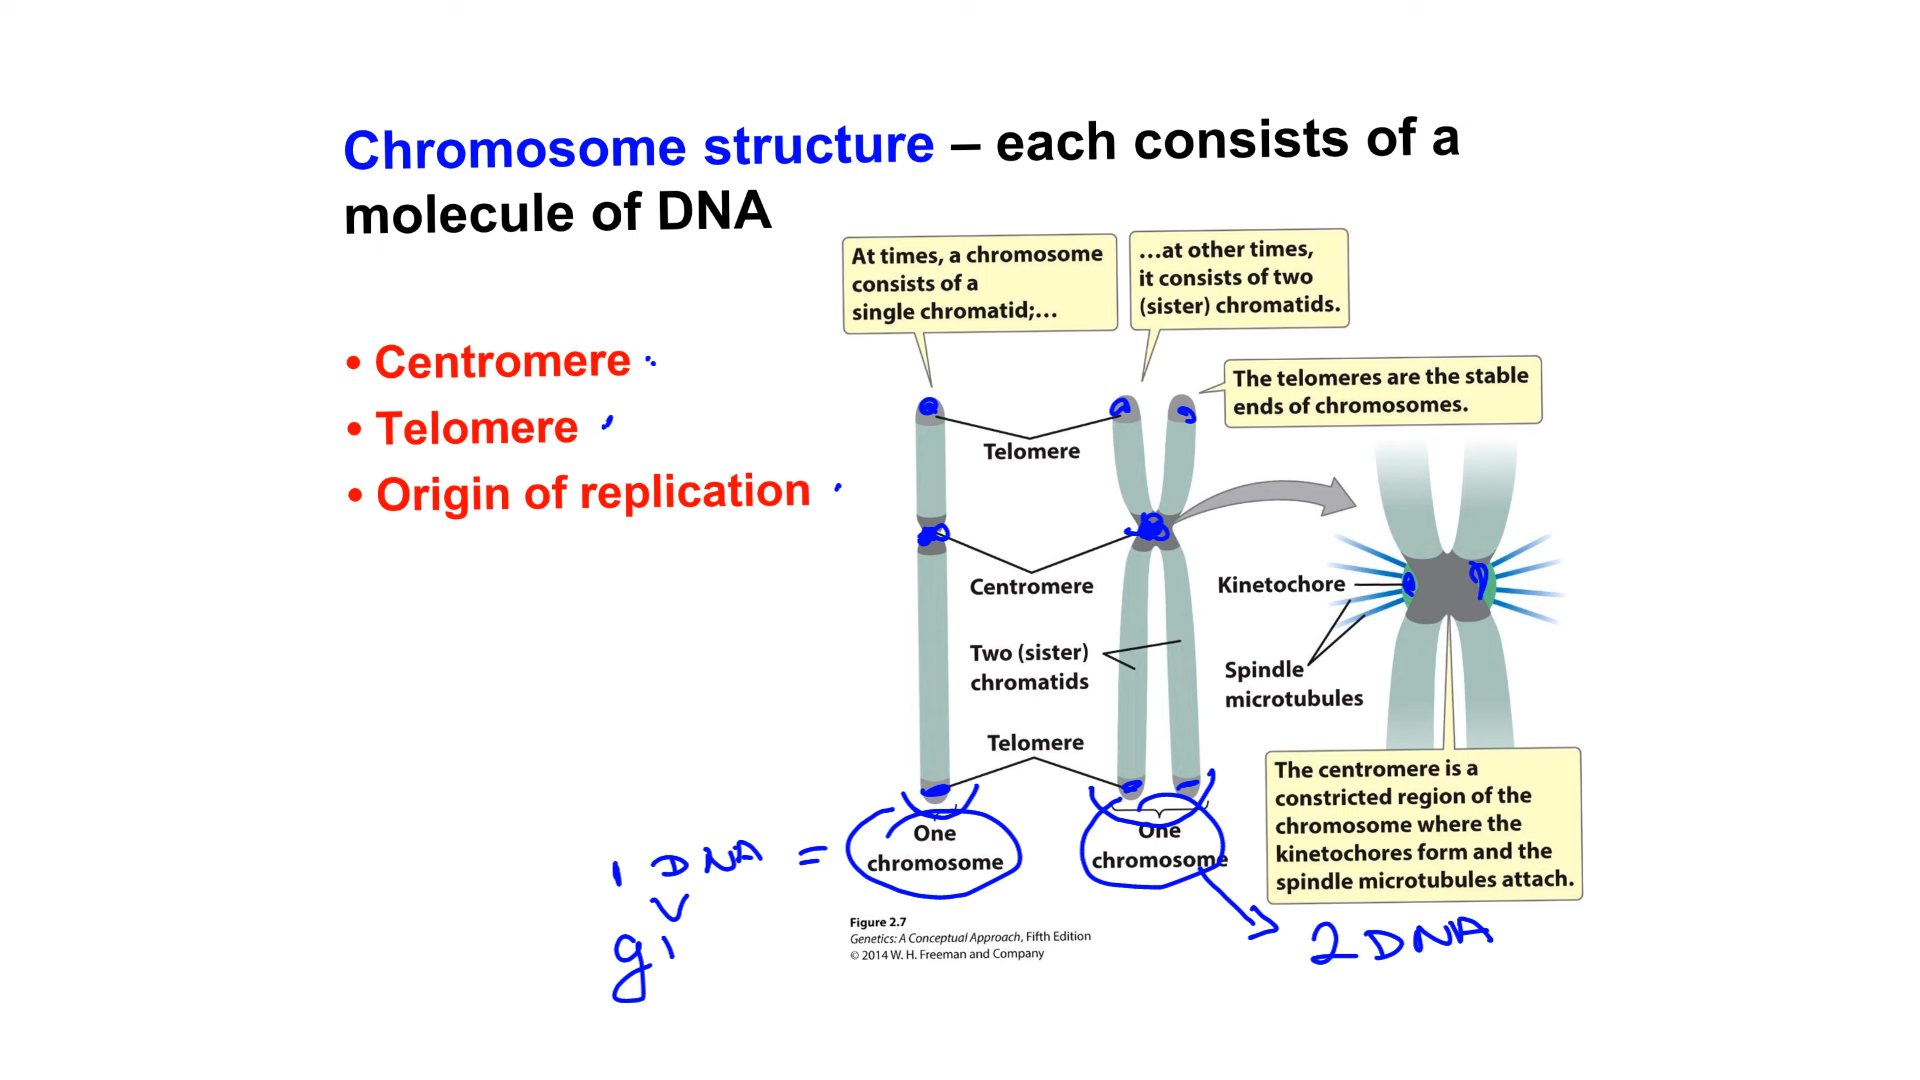 Chromosome structure – each consists of a
molecule of DNA
• Centromere
• Telomere
• Origin of replication
At times, a chromosome
consists of a
single chromatid;...
...at other times,
it consists of two
(sister) chromatids.
The telomeres are the stable
ends of chromosomes.
Telomere
Centromere
Kinetochore
Two (sister)
chromatids
Spindle
microtubules
Telomere
The centromere is a
constricted region of the
chromosome where the
kinetochores form and the
spindle microtubules attach.
One
chromosome
One
chromosome
1 DNA =
2 DNA
Figure 2.7
Genetics: A Conceptual Approach, Fifth Edition
© 2014 W. H. Freeman and Company